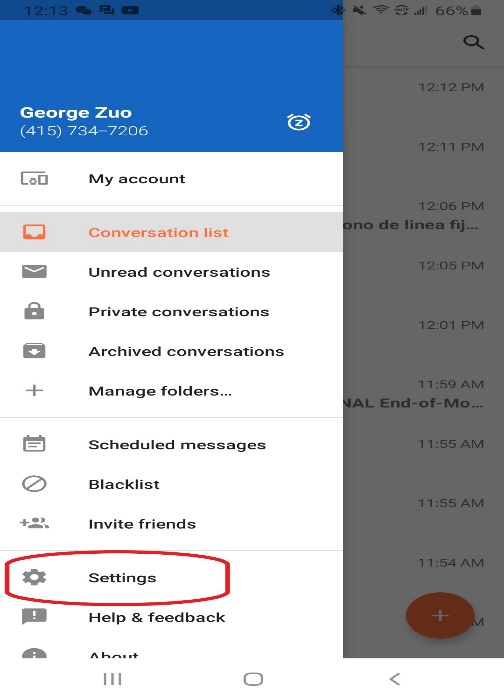 12:13
66%
12:12 PM
George Zuo
(415) 734-7206
12:11 PM
My account
12:06 PM
ono de linea fij...
Conversation list
12:05 PM
Unread conversations
Private conversations
12:01 PM
Archived conversations
11:59 AM
Manage folders...
NAL End-of-Mo...
Scheduled messages
11:55 AM
Blacklist
11:55 AM
Invite friends
11:54 AM
Settings
Help & feedback
About